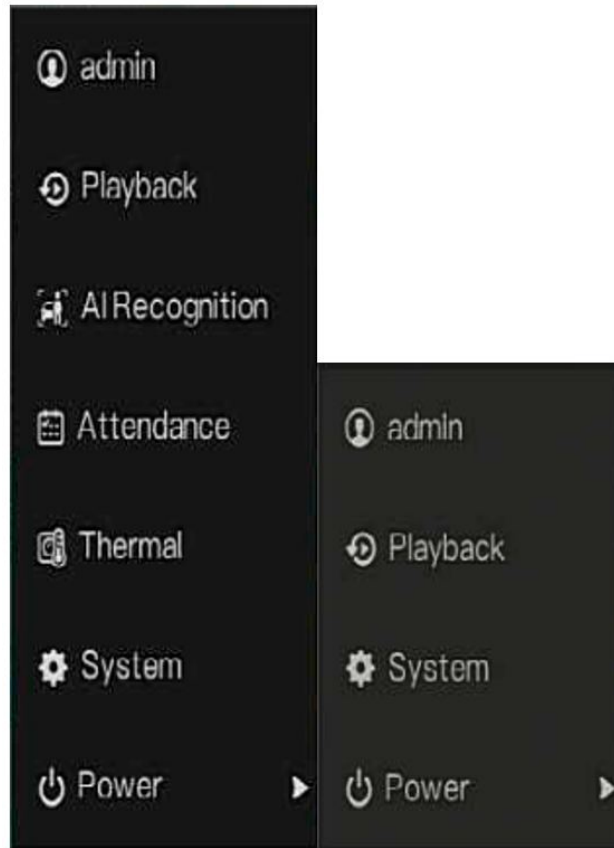 admin
Playback
AI Recognition
Attendance
Thermal
System
Power
admin
Playback
System
Power